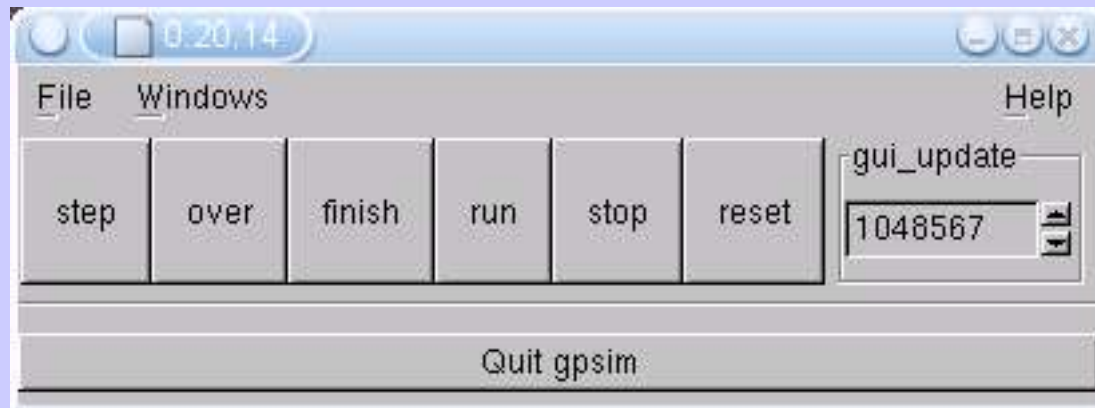 0.20.14
File Windows Help
step over finish run stop reset
gui_update
1048567
Quit gpsim